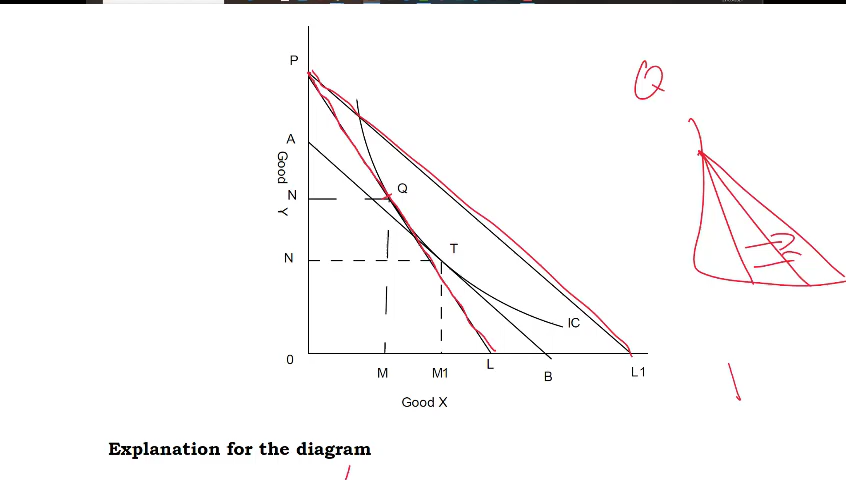 P
Q
A
Good Y
N
Q
N
T
IC
0
M
M1
L
B
L1
Good X
Explanation for the diagram